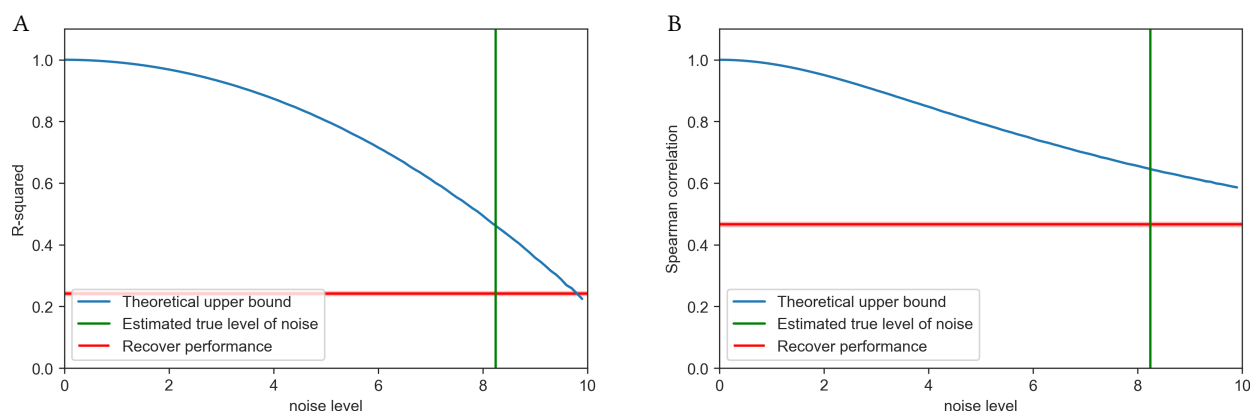 A
1.0
0.8
0.6
0.4
0.2
0.0
R-squared
0 2 4 6 8 10
noise level
Theoretical upper bound
Estimated true level of noise
Recover performance
B
1.0
0.8
0.6
0.4
0.2
0.0
Spearman correlation
0 2 4 6 8 10
noise level
Theoretical upper bound
Estimated true level of noise
Recover performance